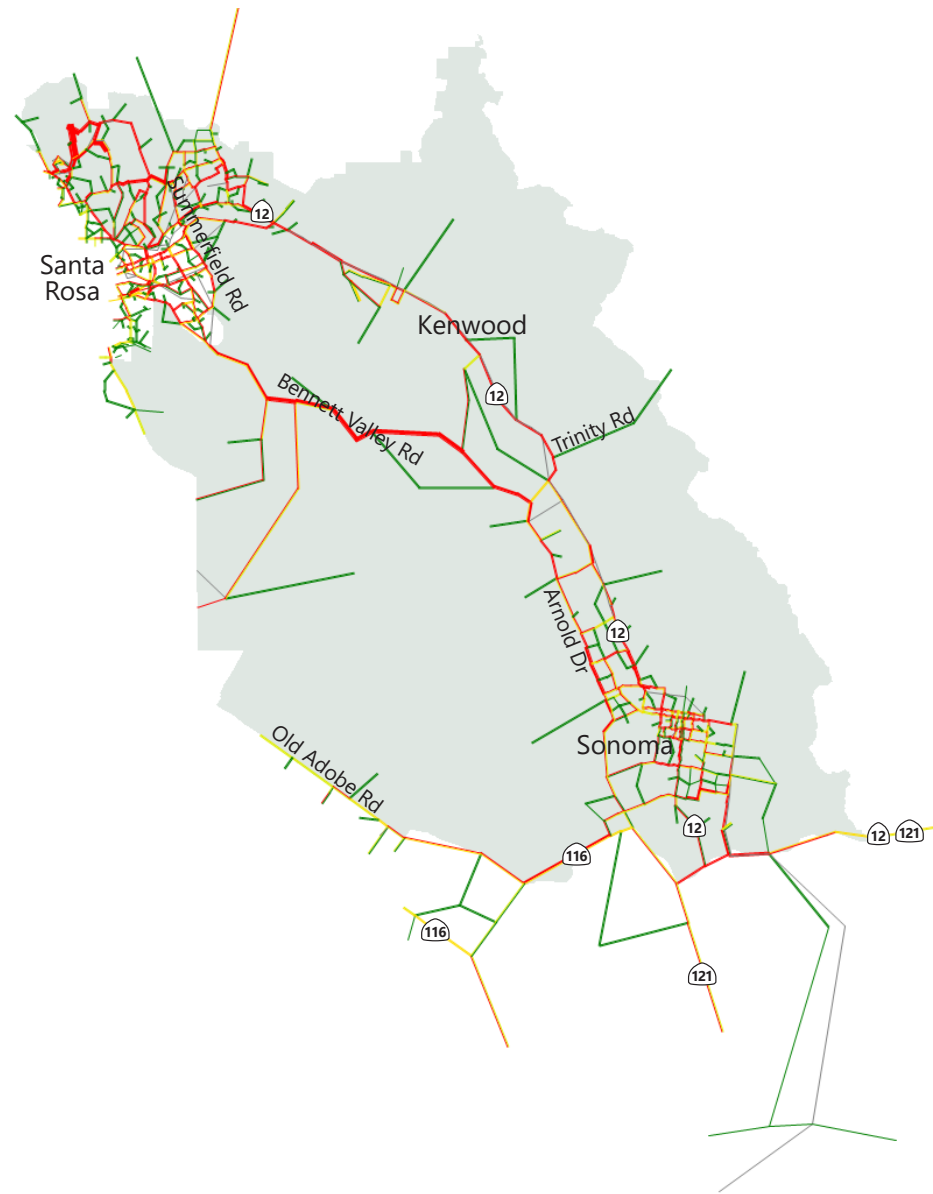 12
Summerfield Rd
Santa
Rosa
Kenwood
Bennett Valley Rd
12
Trinity Rd
Arnold Dr
12
Old Adobe Rd
Sonoma
12
12
121
116
116
121